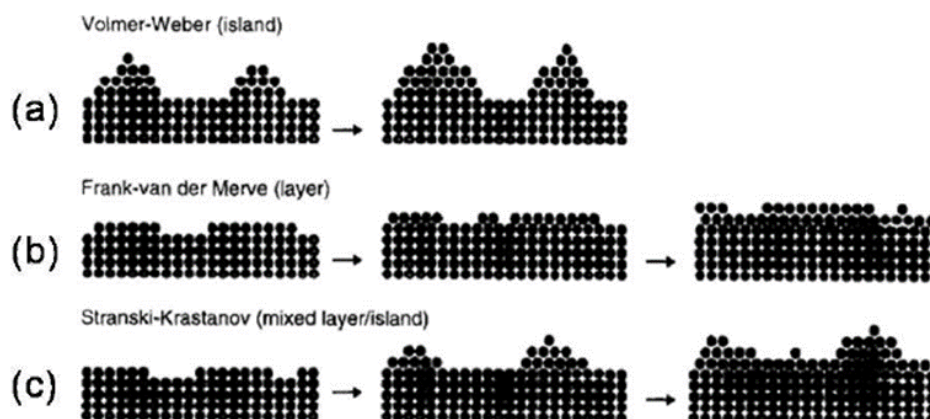 Volmer-Weber (island)
(a)
Frank-van der Merve (layer)
(b)
Stranski-Krastanov (mixed layer/island)
(c)